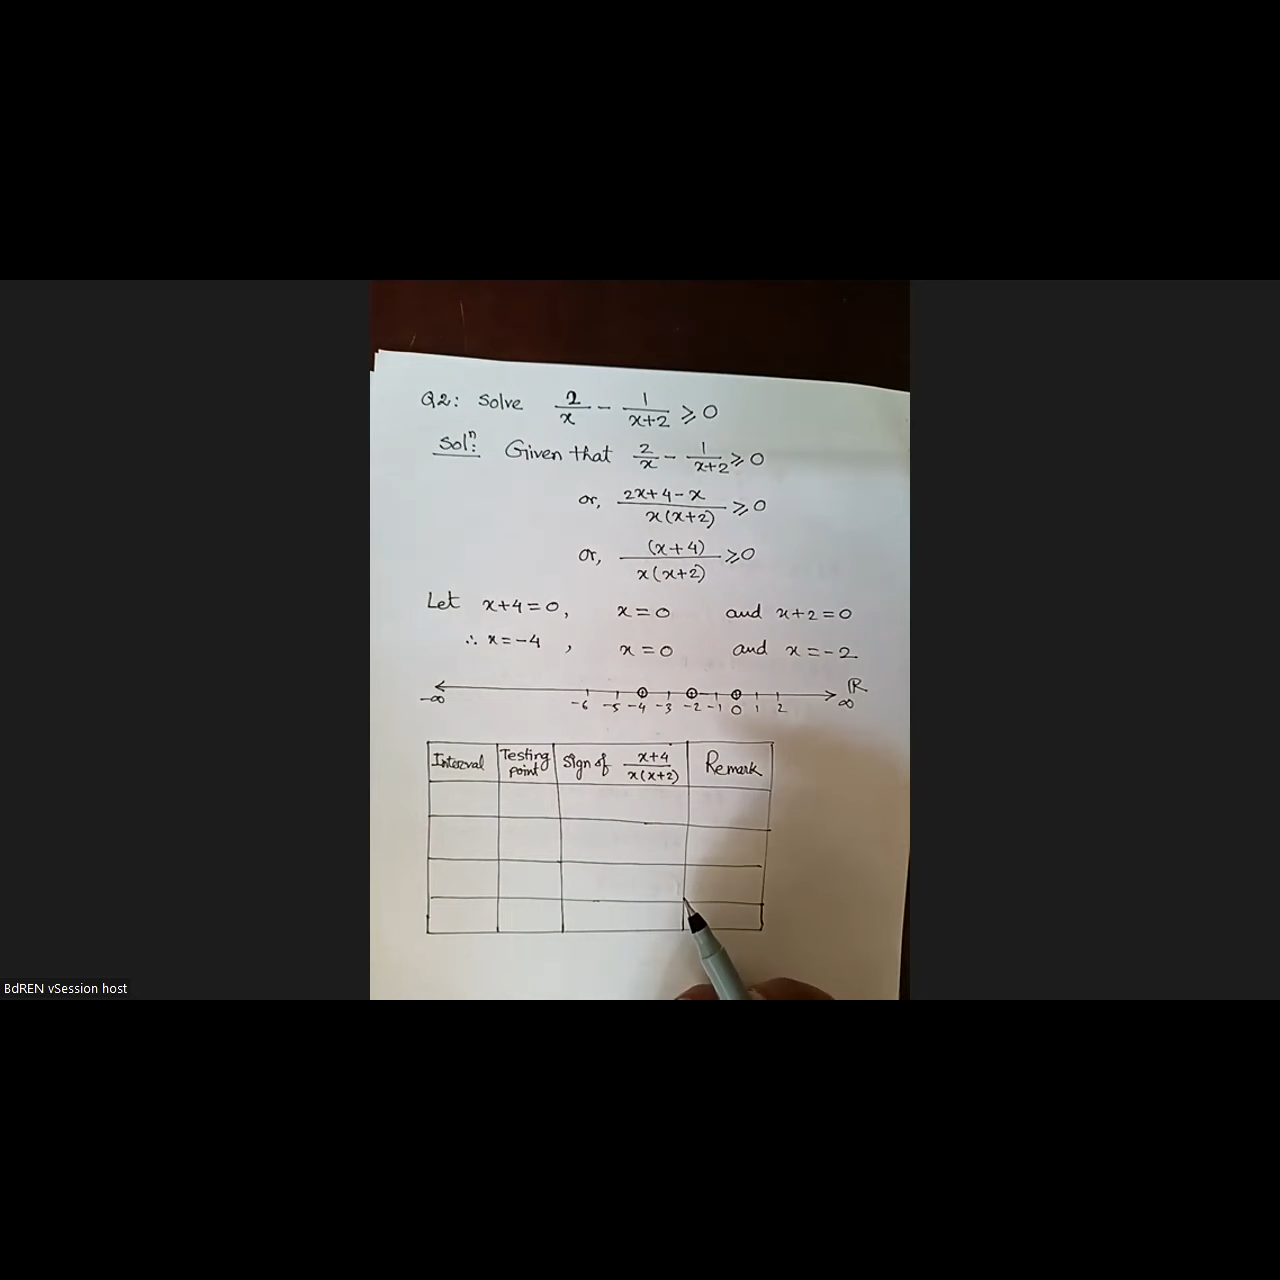 Q2: Solve 2/x - 1/(x+2) ⩾ 0
Solⁿ: Given that 2/x - 1/(x+2) ⩾ 0
or, (2x+4-x)/(x(x+2)) ⩾ 0
or, (x+4)/(x(x+2)) ⩾ 0
Let x+4=0, x=0 and x+2=0
∴ x=-4, x=0 and x=-2
-∞ -6 -5 -4 -3 -2 -1 0 1 2 ∞ ℝ
Interval Testing point Sign of (x+4)/(x(x+2)) Remark
BdREN vSession host